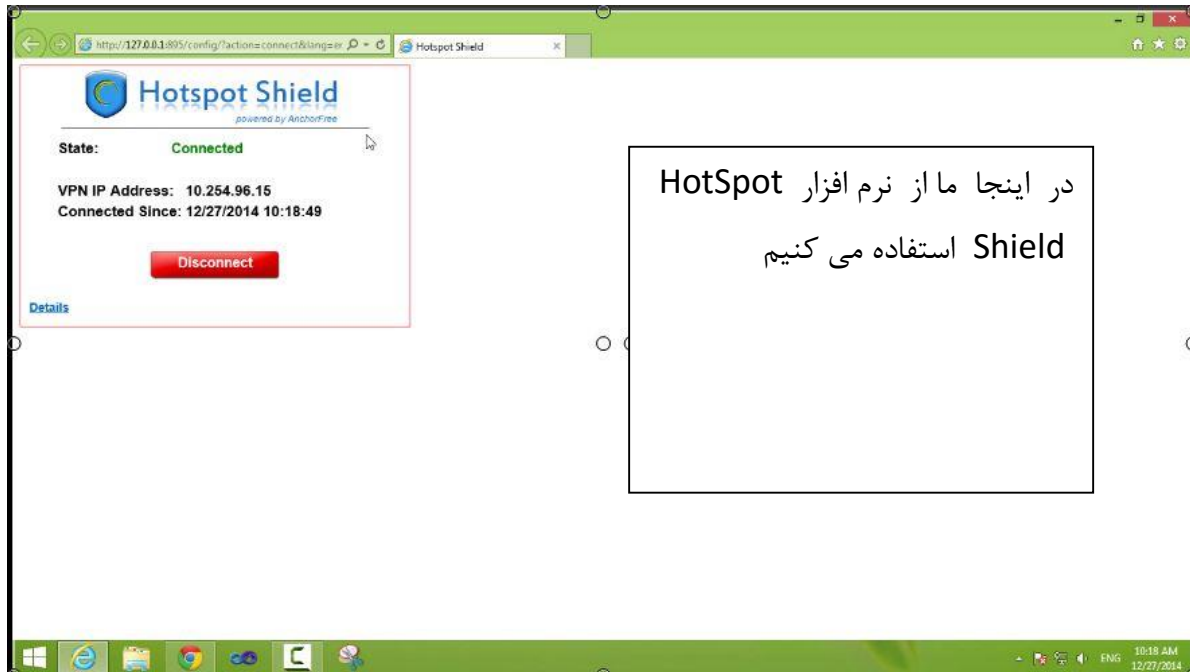 http://127.0.0.1:895/config/?action=connect&lang=er
Hotspot Shield
Hotspot Shield
powered by AnchorFree
State: Connected
VPN IP Address: 10.254.96.15
Connected Since: 12/27/2014 10:18:49
Disconnect
Details
در اینجا ما از نرم افزار HotSpot
Shield استفاده می کنیم
ENG
10:18 AM
12/27/2014